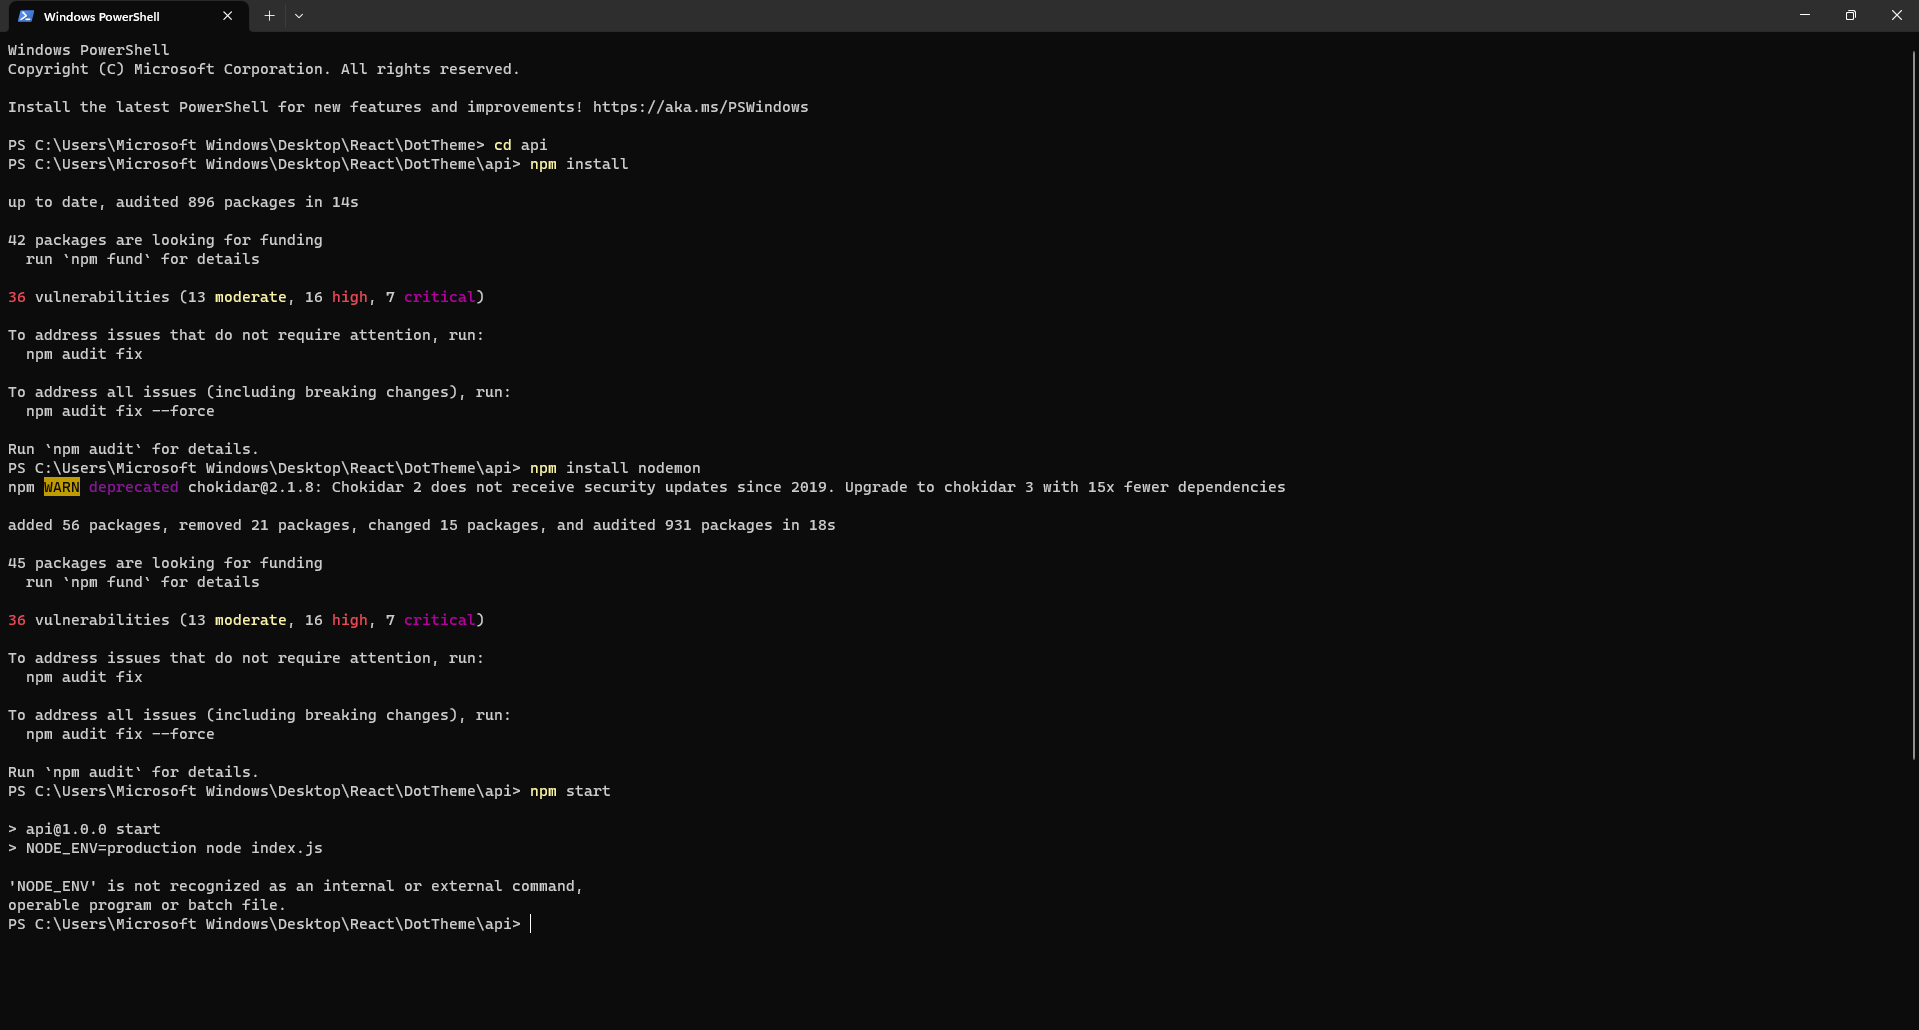 Windows PowerShell
Windows PowerShell
Copyright (C) Microsoft Corporation. All rights reserved.
Install the latest PowerShell for new features and improvements! https://aka.ms/PSWindows
PS C:\Users\Microsoft Windows\Desktop\React\DotTheme> cd api
PS C:\Users\Microsoft Windows\Desktop\React\DotTheme\api> npm install
up to date, audited 896 packages in 14s
42 packages are looking for funding
  run `npm fund` for details
36 vulnerabilities (13 moderate, 16 high, 7 critical)
To address issues that do not require attention, run:
  npm audit fix
To address all issues (including breaking changes), run:
  npm audit fix --force
Run `npm audit` for details.
PS C:\Users\Microsoft Windows\Desktop\React\DotTheme\api> npm install nodemon
npm WARN deprecated chokidar@2.1.8: Chokidar 2 does not receive security updates since 2019. Upgrade to chokidar 3 with 15x fewer dependencies
added 56 packages, removed 21 packages, changed 15 packages, and audited 931 packages in 18s
45 packages are looking for funding
  run `npm fund` for details
36 vulnerabilities (13 moderate, 16 high, 7 critical)
To address issues that do not require attention, run:
  npm audit fix
To address all issues (including breaking changes), run:
  npm audit fix --force
Run `npm audit` for details.
PS C:\Users\Microsoft Windows\Desktop\React\DotTheme\api> npm start
> api@1.0.0 start
> NODE_ENV=production node index.js
'NODE_ENV' is not recognized as an internal or external command,
operable program or batch file.
PS C:\Users\Microsoft Windows\Desktop\React\DotTheme\api>